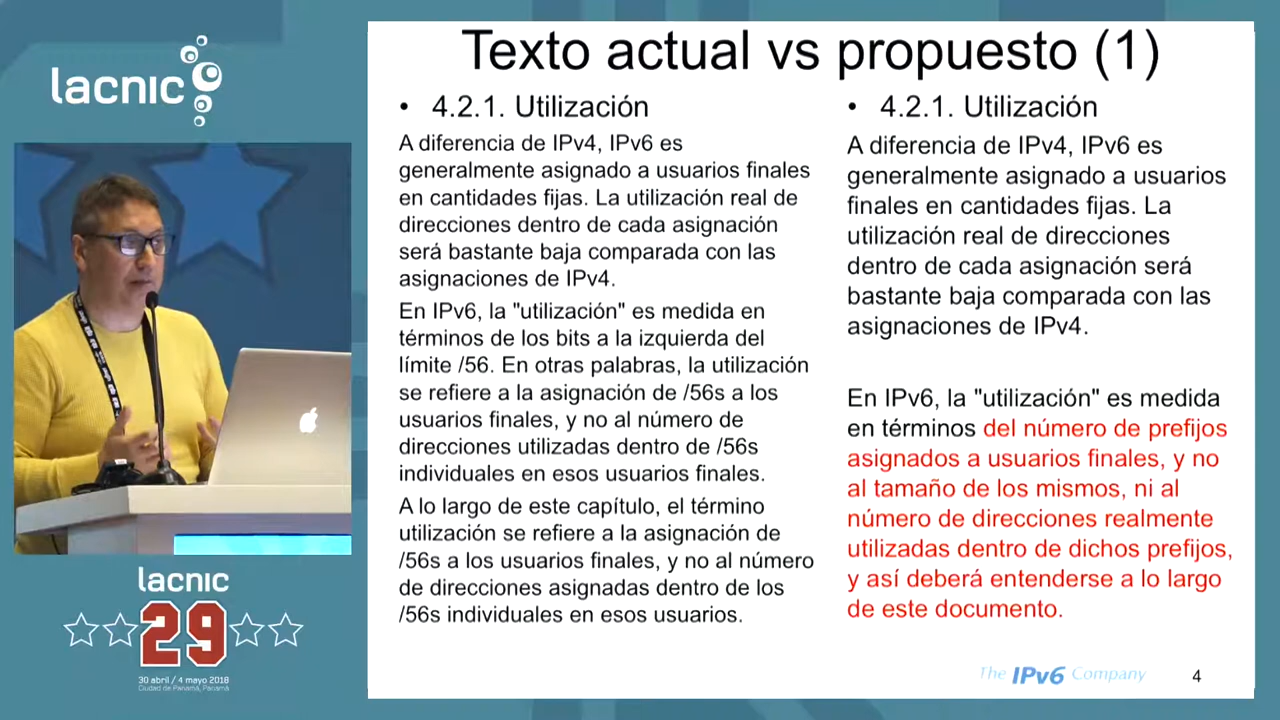 lacnic
Texto actual vs propuesto (1)
• 4.2.1. Utilización
A diferencia de IPv4, IPv6 es
generalmente asignado a usuarios finales
en cantidades fijas. La utilización real de
direcciones dentro de cada asignación
será bastante baja comparada con las
asignaciones de IPv4.
En IPv6, la "utilización" es medida en
términos de los bits a la izquierda del
límite /56. En otras palabras, la utilización
se refiere a la asignación de /56s a los
usuarios finales, y no al número de
direcciones utilizadas dentro de /56s
individuales en esos usuarios finales.
A lo largo de este capítulo, el término
utilización se refiere a la asignación de
/56s a los usuarios finales, y no al número
de direcciones asignadas dentro de los
/56s individuales en esos usuarios.
• 4.2.1. Utilización
A diferencia de IPv4, IPv6 es
generalmente asignado a usuarios
finales en cantidades fijas. La
utilización real de direcciones
dentro de cada asignación será
bastante baja comparada con las
asignaciones de IPv4.
En IPv6, la "utilización" es medida
en términos del número de prefijos
asignados a usuarios finales, y no
al tamaño de los mismos, ni al
número de direcciones realmente
utilizadas dentro de dichos prefijos,
y así deberá entenderse a lo largo
de este documento.
The IPv6 Company
4
lacnic
29
30 abril / 4 mayo 2018
Ciudad de Panamá, Panamá